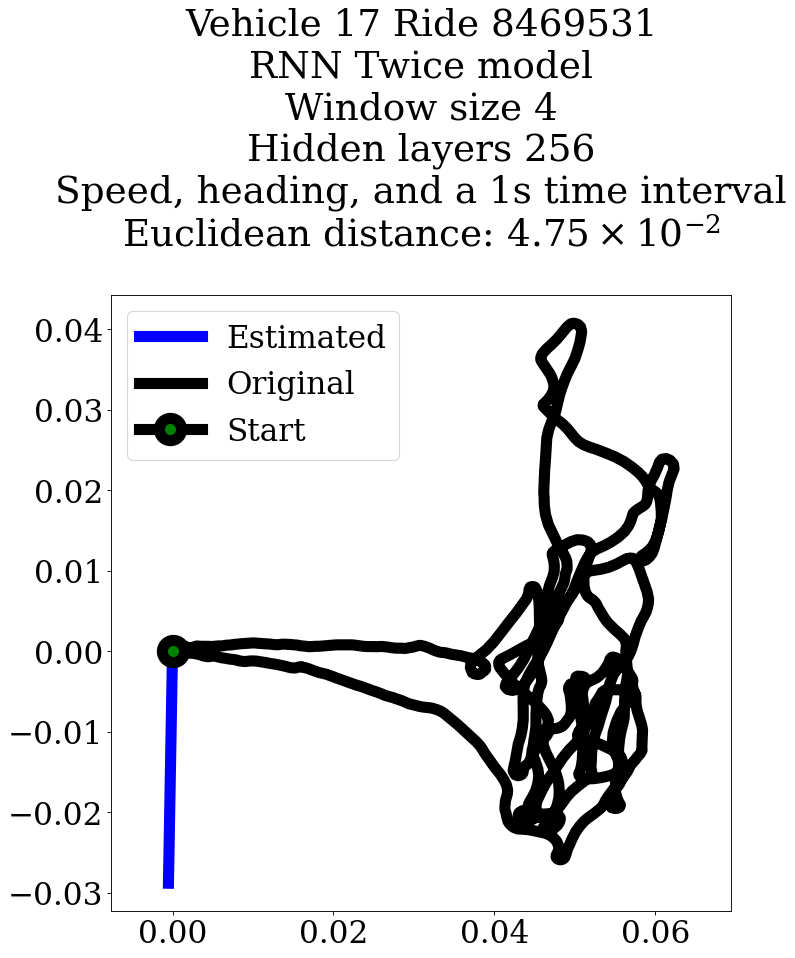 Vehicle 17 Ride 8469531
RNN Twice model
Window size 4
Hidden layers 256
Speed, heading, and a 1s time interval
Euclidean distance: 4.75 × 10⁻²
Estimated
Original
Start
0.04
0.03
0.02
0.01
0.00
−0.01
−0.02
−0.03
0.00 0.02 0.04 0.06